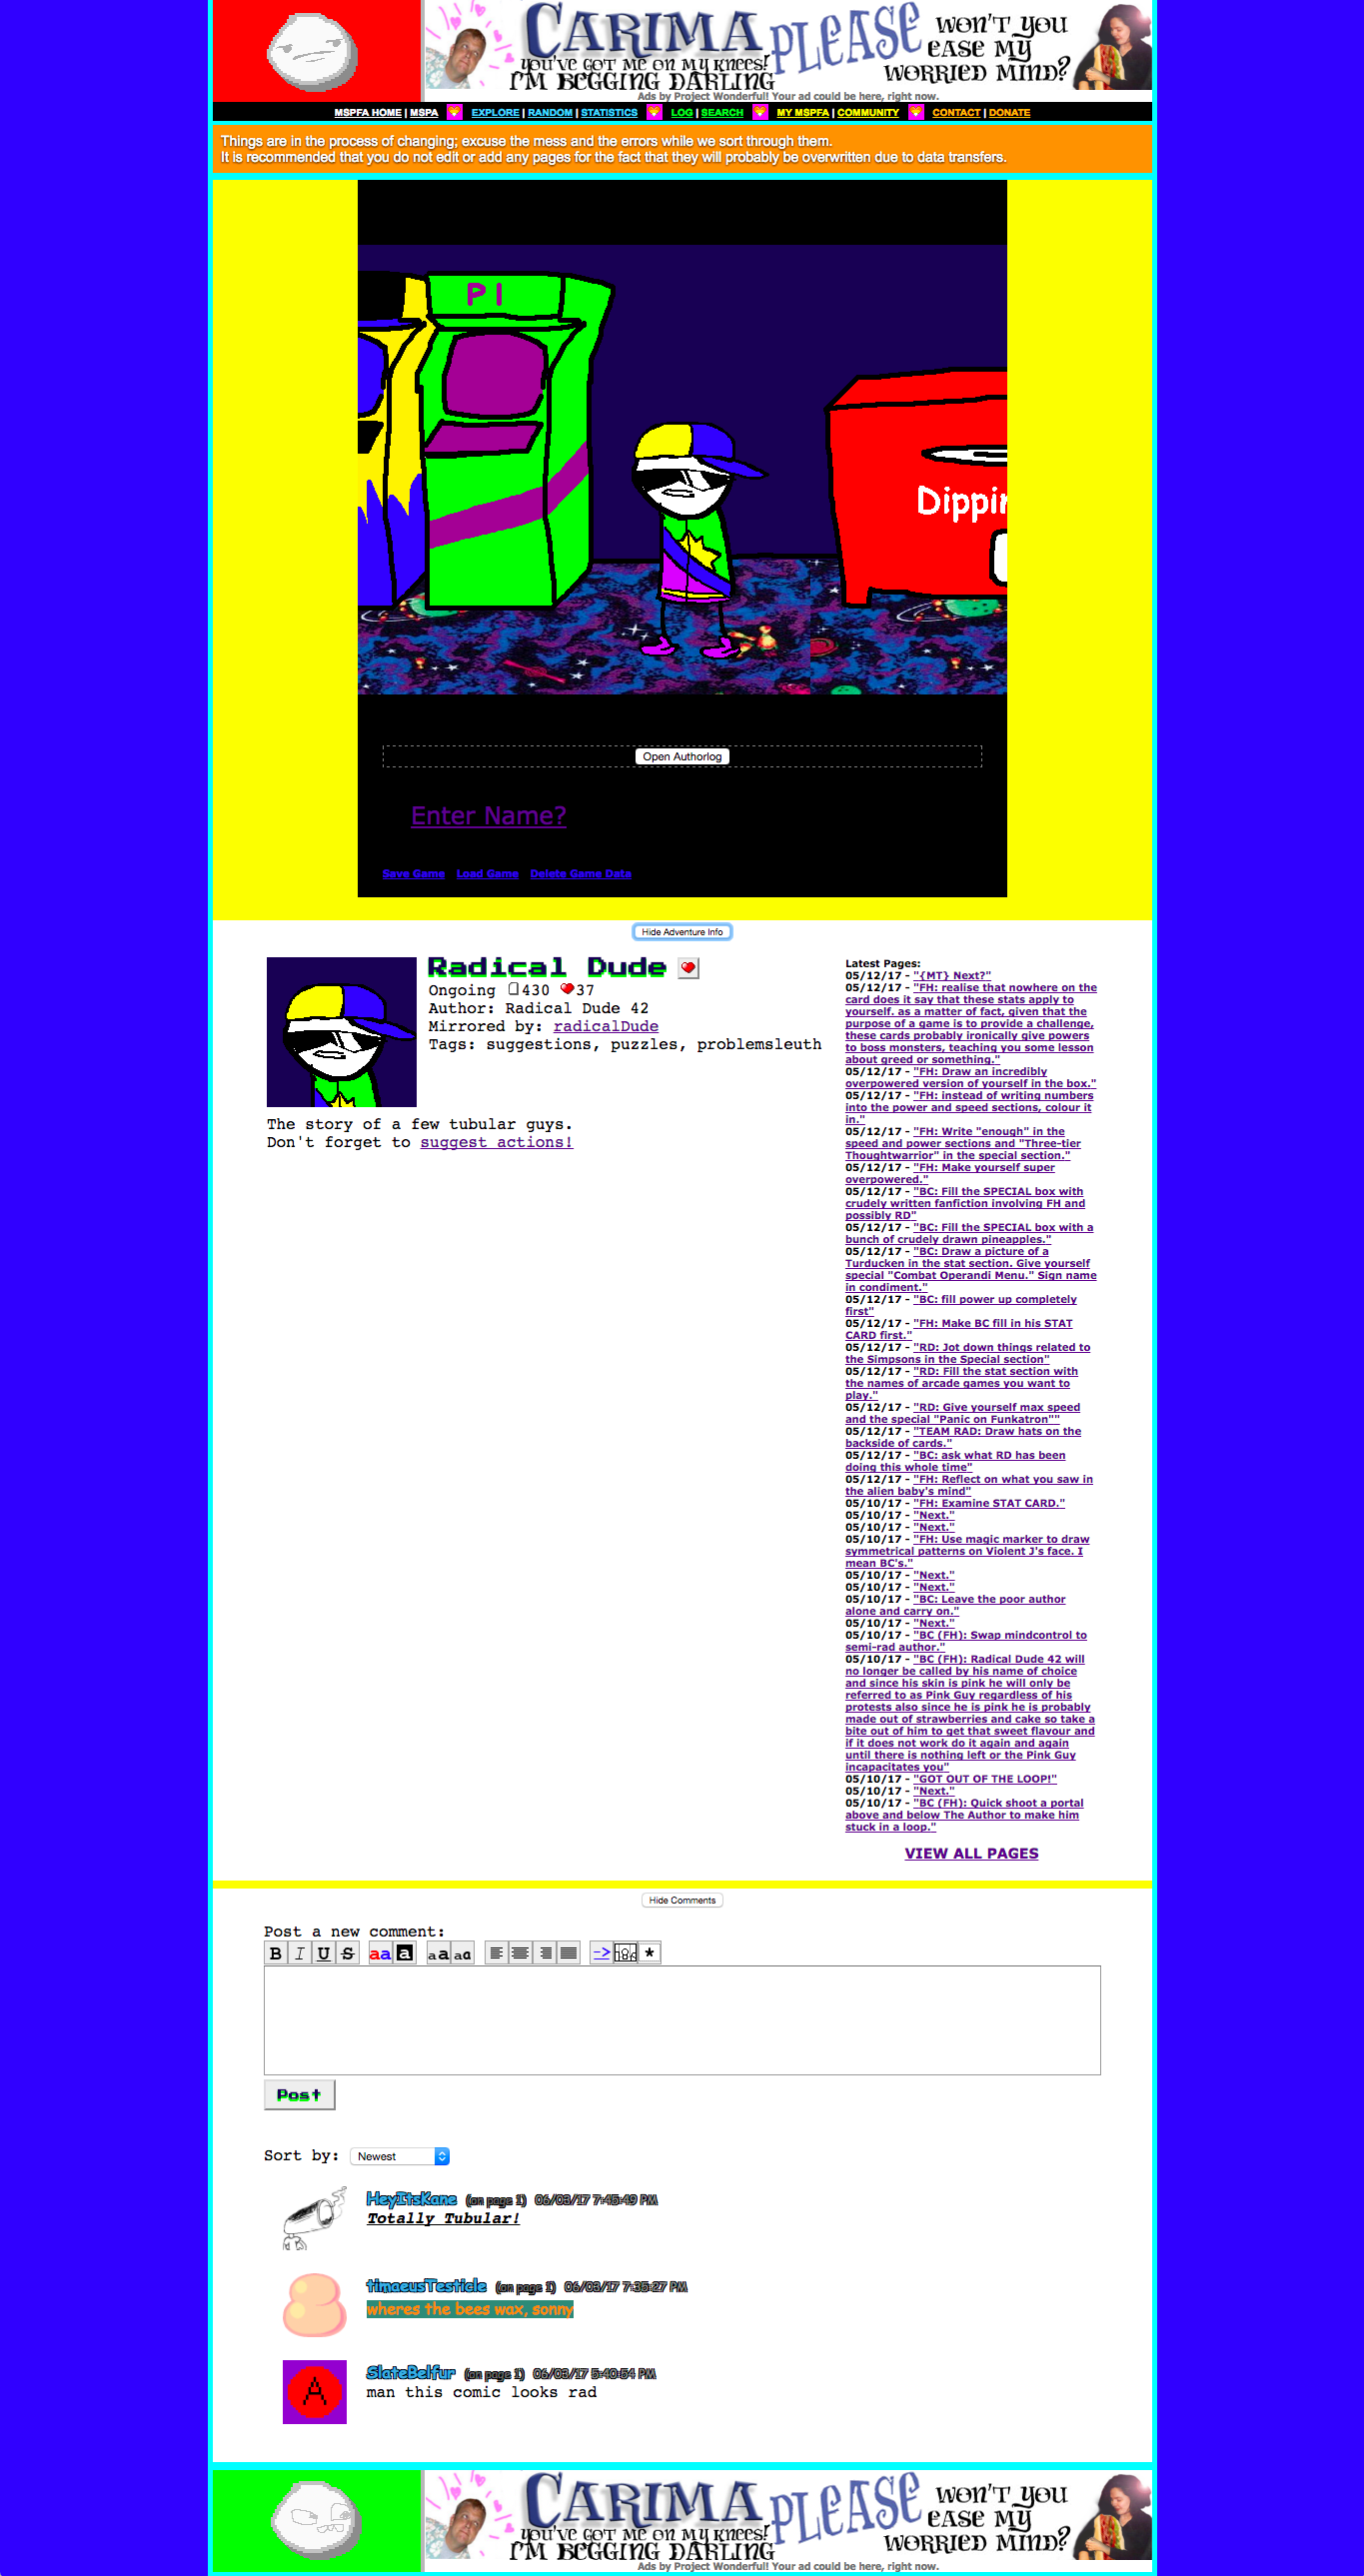 CARIMA PLEASE WON'T YOU
YOU'VE GOT ME ON MY KNEES! EASE MY
I'M BEGGING DARLING WORRIED MIND?
Ads by Project Wonderful! Your ad could be here, right now.
MSPFA HOME | MSPA EXPLORE | RANDOM | STATISTICS LOG | SEARCH MY MSPFA | COMMUNITY CONTACT | DONATE
Things are in the process of changing; excuse the mess and the errors while we sort through them.
It is recommended that you do not edit or add any pages for the fact that they will probably be overwritten due to data transfers.
P1
Dippin
Open Authorlog
Enter Name?
Save Game Load Game Delete Game Data
Hide Adventure Info
Radical Dude
Ongoing 430 37
Author: Radical Dude 42
Mirrored by: radicalDude
Tags: suggestions, puzzles, problemsleuth
The story of a few tubular guys.
Don't forget to suggest actions!
Latest Pages:
05/12/17 - "{MT} Next?"
05/12/17 - "FH: realise that nowhere on the
card does it say that these stats apply to
yourself. as a matter of fact, given that the
purpose of a game is to provide a challenge,
these cards probably ironically give powers
to boss monsters, teaching you some lesson
about greed or something."
05/12/17 - "FH: Draw an incredibly
overpowered version of yourself in the box."
05/12/17 - "FH: instead of writing numbers
into the power and speed sections, colour it
in."
05/12/17 - "FH: Write "enough" in the
speed and power sections and "Three-tier
Thoughtwarrior" in the special section."
05/12/17 - "FH: Make yourself super
overpowered."
05/12/17 - "BC: Fill the SPECIAL box with
crudely written fanfiction involving FH and
possibly RD"
05/12/17 - "BC: Fill the SPECIAL box with a
bunch of crudely drawn pineapples."
05/12/17 - "BC: Draw a picture of a
Turducken in the stat section. Give yourself
special "Combat Operandi Menu." Sign name
in condiment."
05/12/17 - "BC: fill power up completely
first"
05/12/17 - "FH: Make BC fill in his STAT
CARD first."
05/12/17 - "RD: Jot down things related to
the Simpsons in the Special section"
05/12/17 - "RD: Fill the stat section with
the names of arcade games you want to
play."
05/12/17 - "RD: Give yourself max speed
and the special "Panic on Funkatron""
05/12/17 - "TEAM RAD: Draw hats on the
backside of cards."
05/12/17 - "BC: ask what RD has been
doing this whole time"
05/12/17 - "FH: Reflect on what you saw in
the alien baby's mind"
05/10/17 - "FH: Examine STAT CARD."
05/10/17 - "Next."
05/10/17 - "Next."
05/10/17 - "FH: Use magic marker to draw
symmetrical patterns on Violent J's face. I
mean BC's."
05/10/17 - "Next."
05/10/17 - "Next."
05/10/17 - "BC: Leave the poor author
alone and carry on."
05/10/17 - "Next."
05/10/17 - "BC (FH): Swap mindcontrol to
semi-rad author."
05/10/17 - "BC (FH): Radical Dude 42 will
no longer be called by his name of choice
and since his skin is pink he will only be
referred to as Pink Guy regardless of his
protests also since he is pink he is probably
made out of strawberries and cake so take a
bite out of him to get that sweet flavour and
if it does not work do it again and again
until there is nothing left or the Pink Guy
incapacitates you"
05/10/17 - "GOT OUT OF THE LOOP!"
05/10/17 - "Next."
05/10/17 - "BC (FH): Quick shoot a portal
above and below The Author to make him
stuck in a loop."
VIEW ALL PAGES
Hide Comments
Post a new comment:
B I U S aa a aa aa -> *
Post
Sort by: Newest
HeyItsKane (on page 1) 06/03/17 7:45:49 PM
Totally Tubular!
timaeusTesticle (on page 1) 06/03/17 7:35:27 PM
wheres the bees wax, sonny
A
SlateBelfur (on page 1) 06/03/17 5:40:54 PM
man this comic looks rad
CARIMA PLEASE WON'T YOU
YOU'VE GOT ME ON MY KNEES! EASE MY
I'M BEGGING DARLING WORRIED MIND?
Ads by Project Wonderful! Your ad could be here, right now.